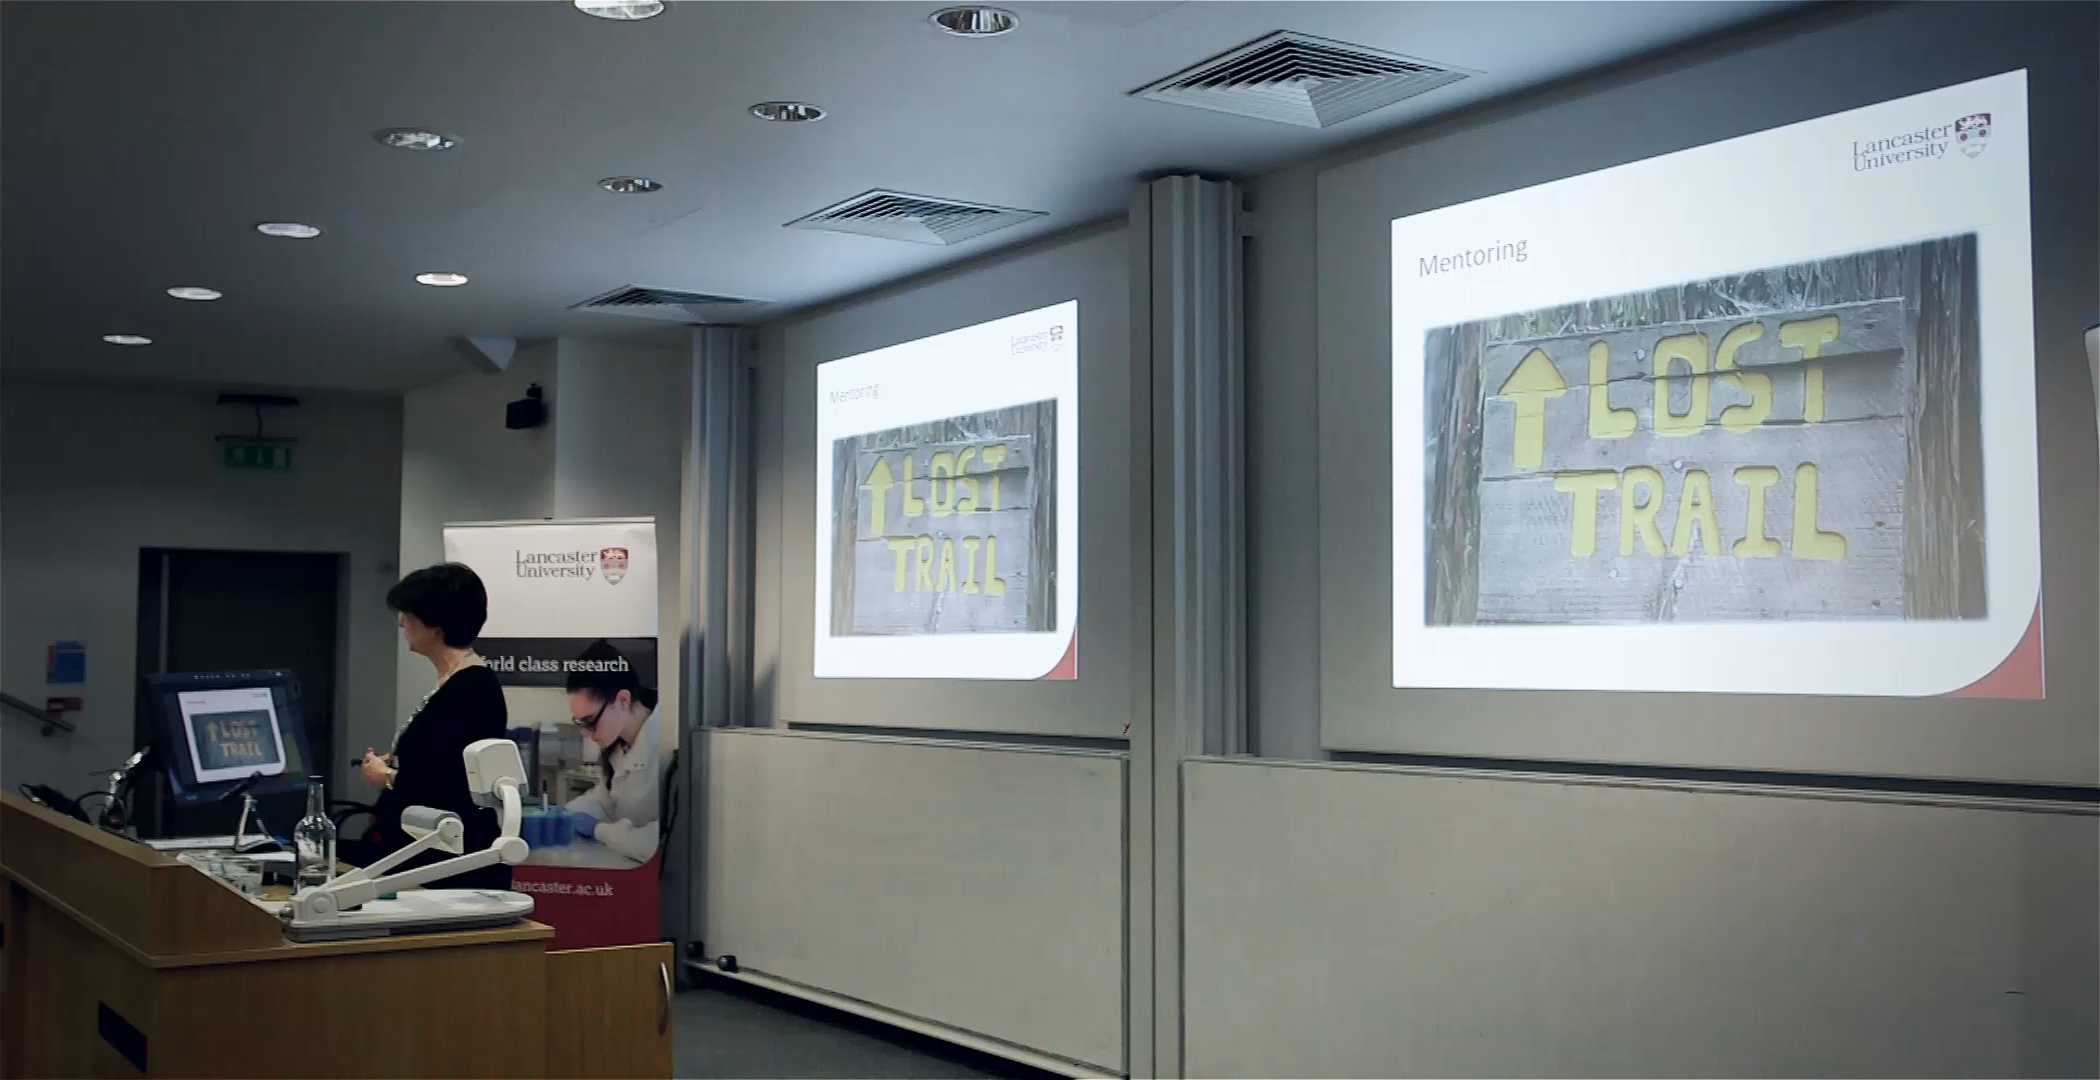 Lancaster
University
Mentoring
LOST
TRAIL
Lancaster
University
Mentoring
LOST
TRAIL
Lancaster
University
orld class research
lancaster.ac.uk
LOST
TRAIL